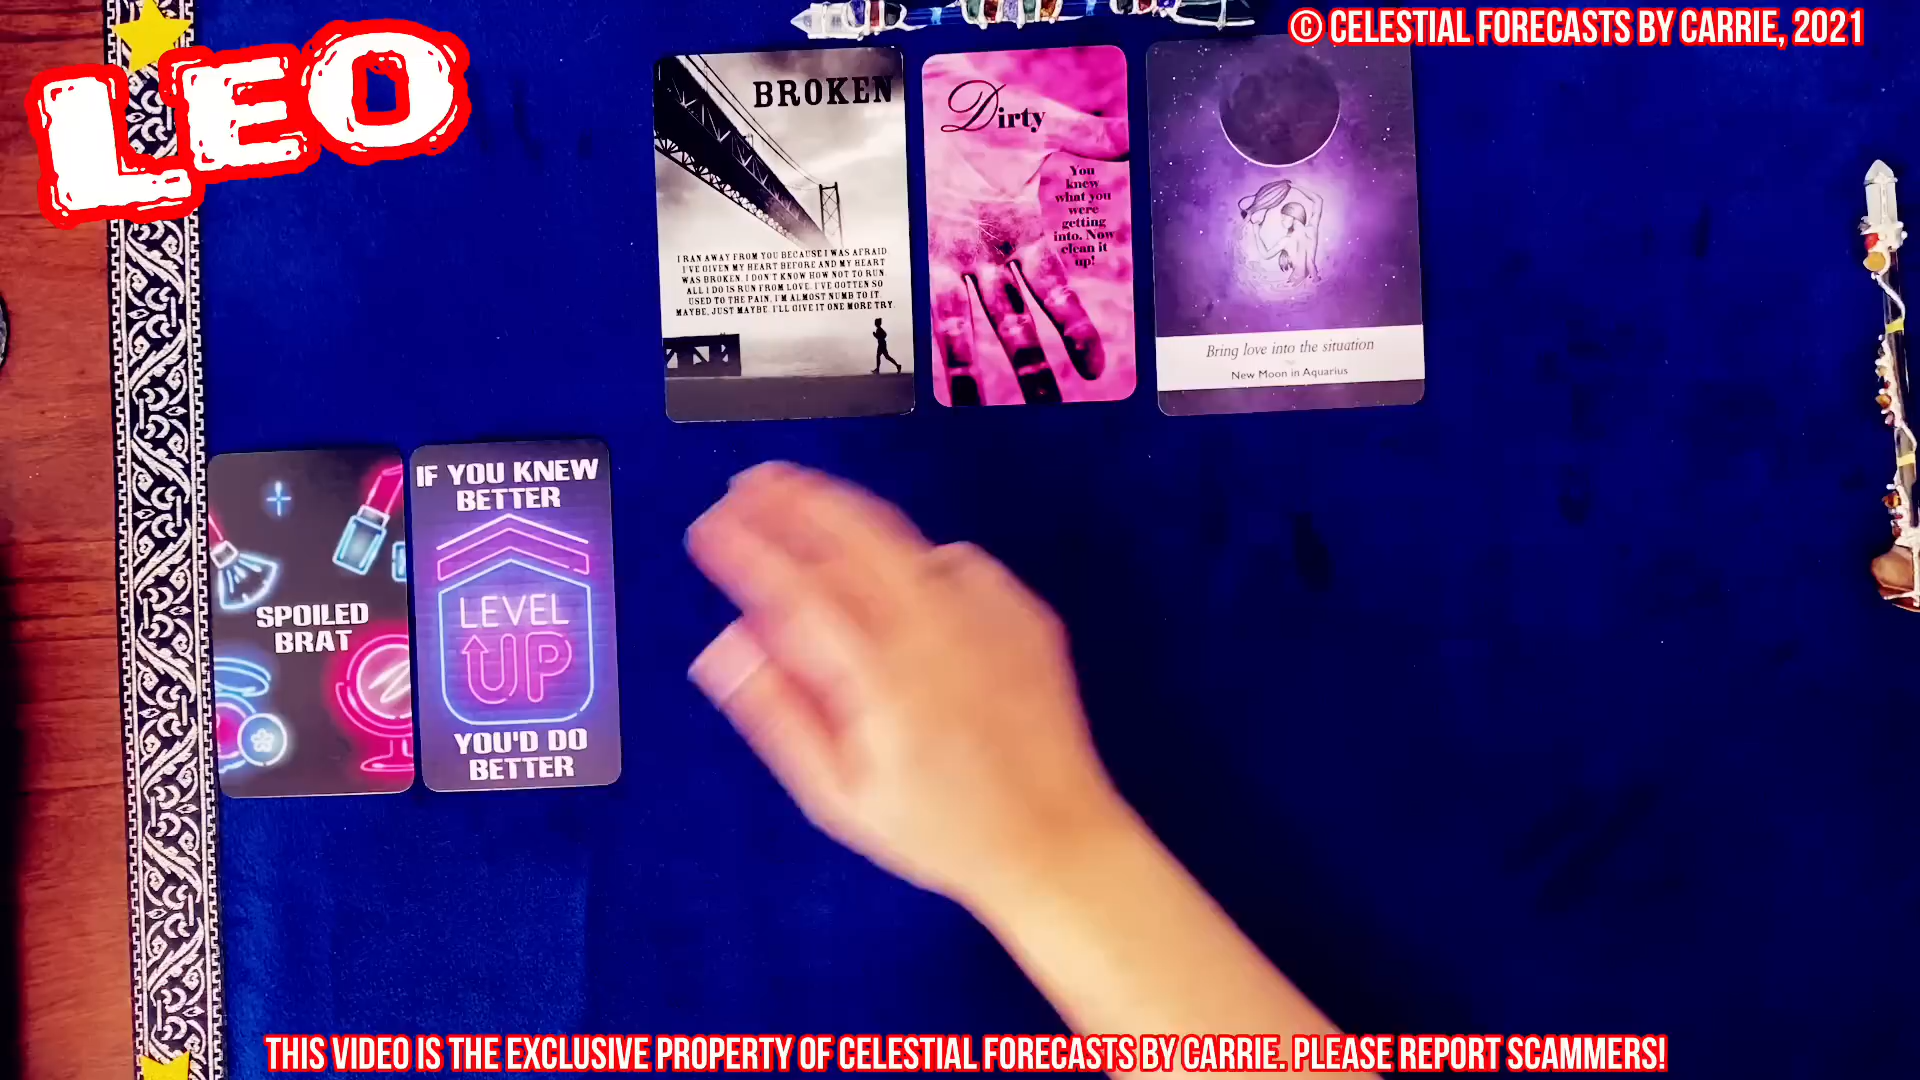 LEO
© CELESTIAL FORECASTS BY CARRIE, 2021
BROKEN
I RAN AWAY FROM YOU BECAUSE I WAS AFRAID.
I'VE GIVEN MY HEART BEFORE AND MY HEART
WAS BROKEN. I DON'T KNOW HOW NOT TO RUN.
ALL I DO IS RUN FROM LOVE. I'VE GOTTEN SO
USED TO THE PAIN, I'M ALMOST NUMB TO IT.
MAYBE, JUST MAYBE, I'LL GIVE IT ONE MORE TRY.
Dirty
You
knew
what you
were
getting
into. Now
clean it
up!
Bring love into the situation
New Moon in Aquarius
SPOILED
BRAT
IF YOU KNEW
BETTER
LEVEL
UP
YOU'D DO
BETTER
THIS VIDEO IS THE EXCLUSIVE PROPERTY OF CELESTIAL FORECASTS BY CARRIE. PLEASE REPORT SCAMMERS!